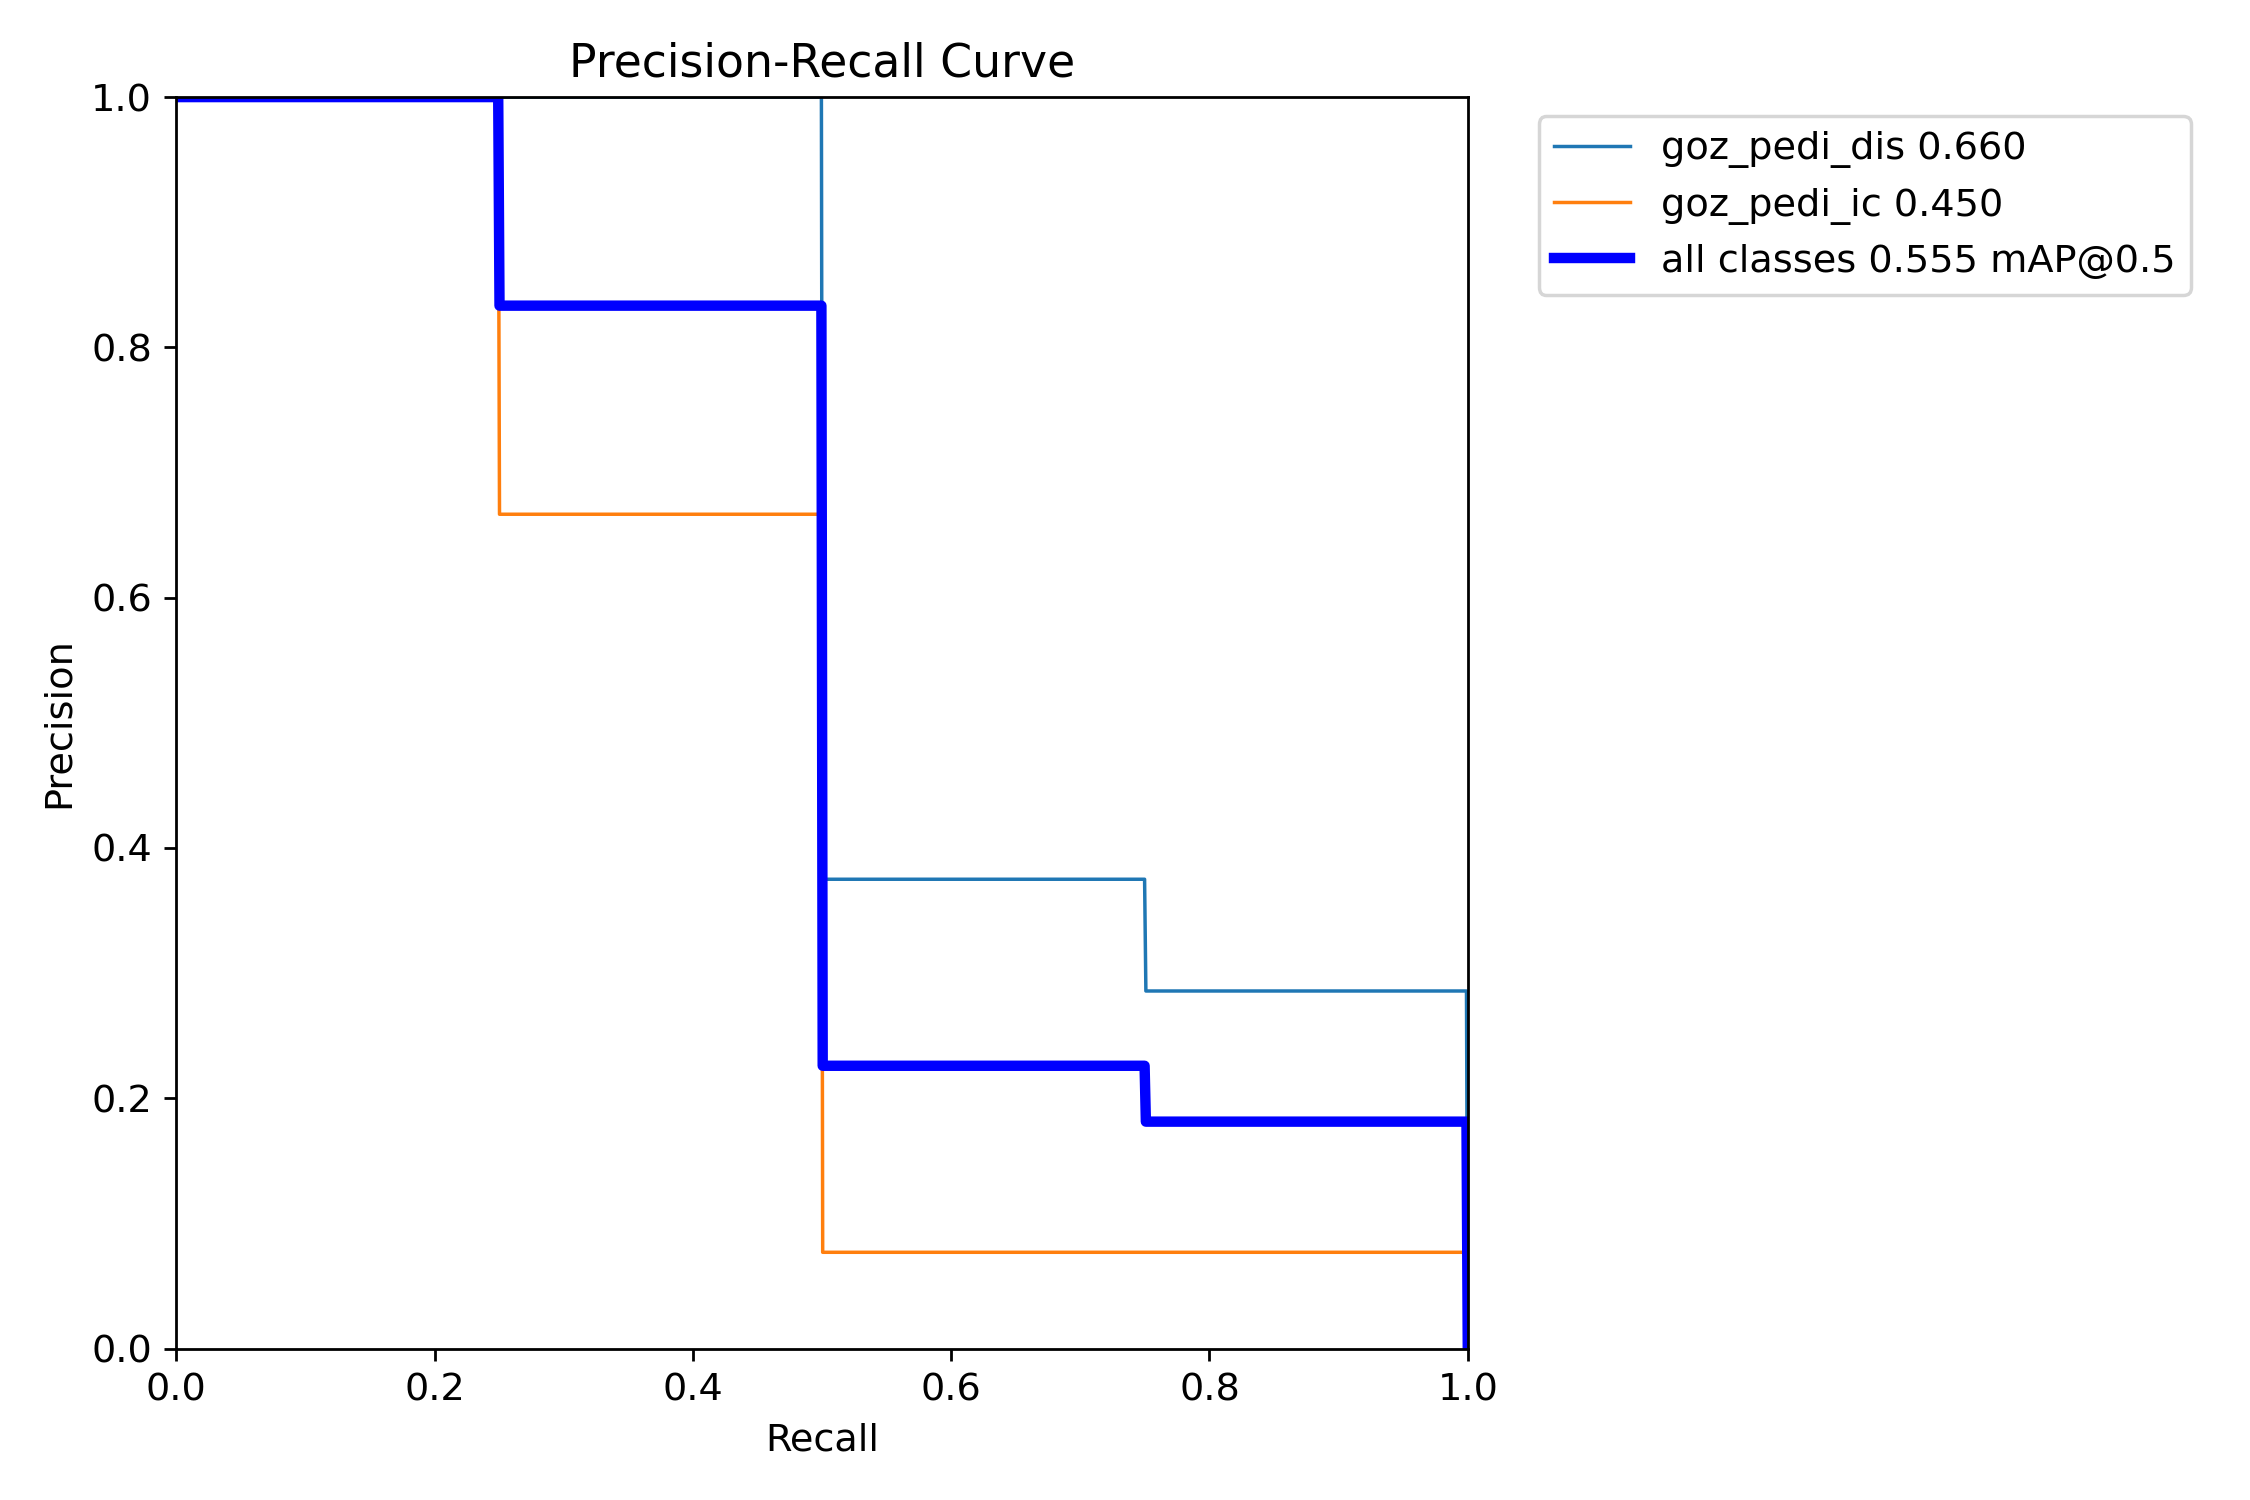 Precision-Recall Curve
1.0
0.8
0.6
0.4
0.2
0.0
Precision
0.0 0.2 0.4 0.6 0.8 1.0
Recall
goz_pedi_dis 0.660
goz_pedi_ic 0.450
all classes 0.555 mAP@0.5